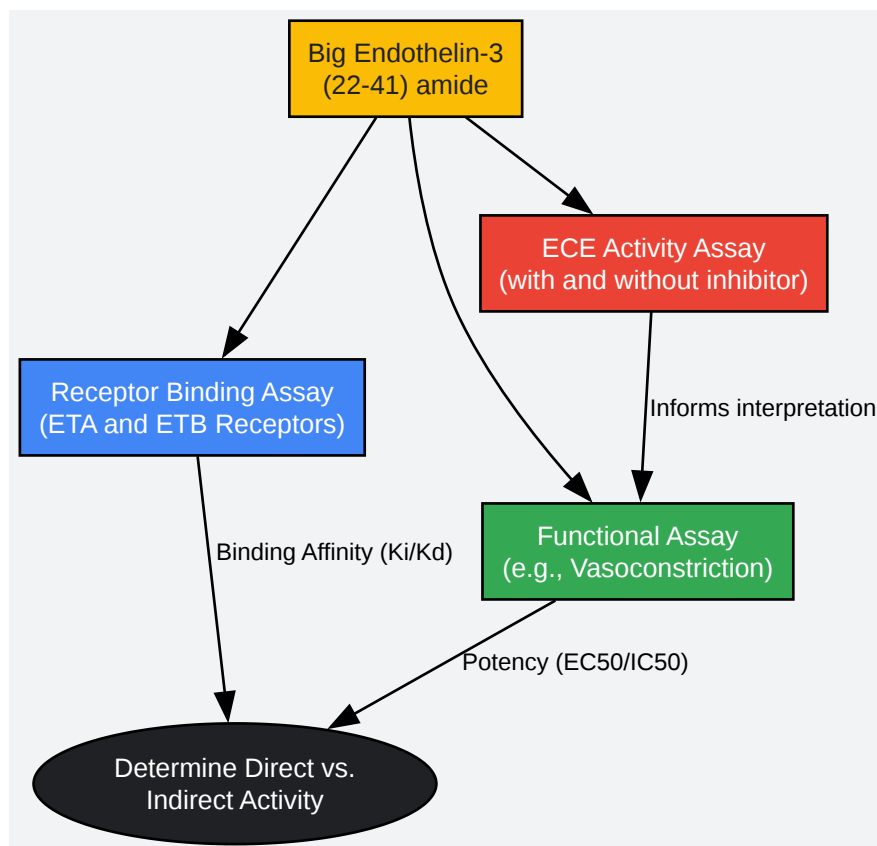 Big Endothelin-3
(22-41) amide
ECE Activity Assay
(with and without inhibitor)
Receptor Binding Assay
(ETA and ETB Receptors)
Informs interpretation
Functional Assay
(e.g., Vasoconstriction)
Binding Affinity (Ki/Kd)
Potency (EC50/IC50)
Determine Direct vs.
Indirect Activity